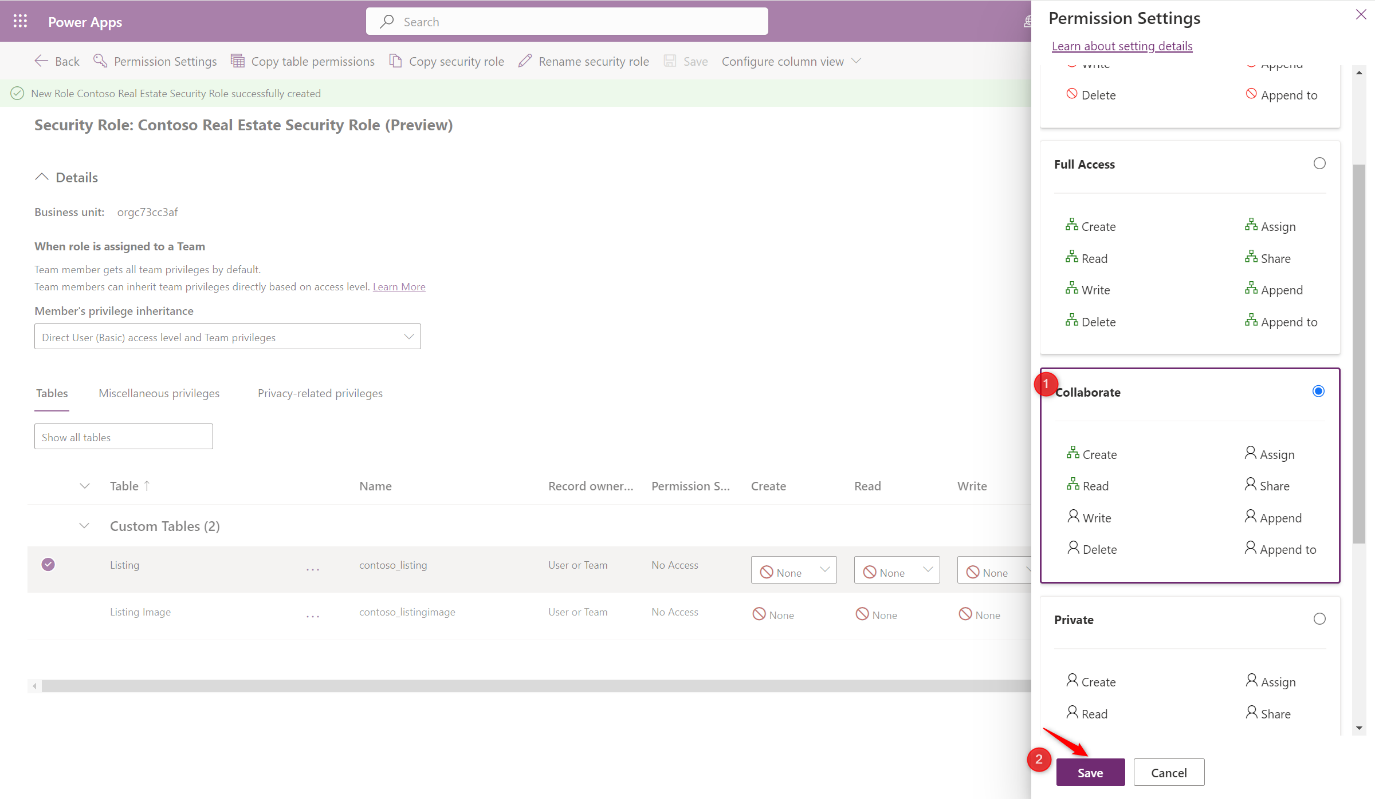 Power Apps
Search
Back
Permission Settings
Copy table permissions
Copy security role
Rename security role
Save
Configure column view
New Role Contoso Real Estate Security Role successfully created
Security Role: Contoso Real Estate Security Role (Preview)
Details
Business unit: orgc73cc3af
When role is assigned to a Team
Team member gets all team privileges by default.
Team members can inherit team privileges directly based on access level. Learn More
Member's privilege inheritance
Direct User (Basic) access level and Team privileges
Tables
Miscellaneous privileges
Privacy-related privileges
Show all tables
Table ↑ Name Record owner... Permission S... Create Read Write
Custom Tables (2)
Listing ... contoso_listing User or Team No Access None None None
Listing Image ... contoso_listingimage User or Team No Access None None None
Permission Settings
Learn about setting details
Write Append
Delete Append to
Full Access
Create Assign
Read Share
Write Append
Delete Append to
1
Collaborate
Create Assign
Read Share
Write Append
Delete Append to
Private
Create Assign
Read Share
2
Save
Cancel